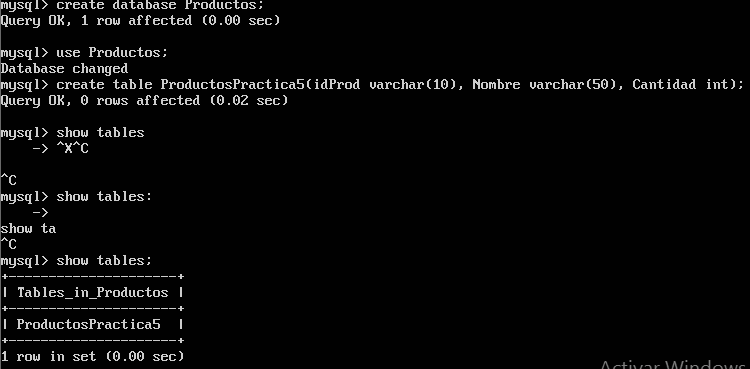 mysql> create database Productos;
Query OK, 1 row affected (0.00 sec)
mysql> use Productos;
Database changed
mysql> create table ProductosPractica5(idProd varchar(10), Nombre varchar(50), Cantidad int);
Query OK, 0 rows affected (0.02 sec)
mysql> show tables
    -> ^X^C
^C
mysql> show tables:
    ->
show ta
^C
mysql> show tables;
+---------------------+
| Tables_in_Productos |
+---------------------+
| ProductosPractica5  |
+---------------------+
1 row in set (0.00 sec)
Activar Windows